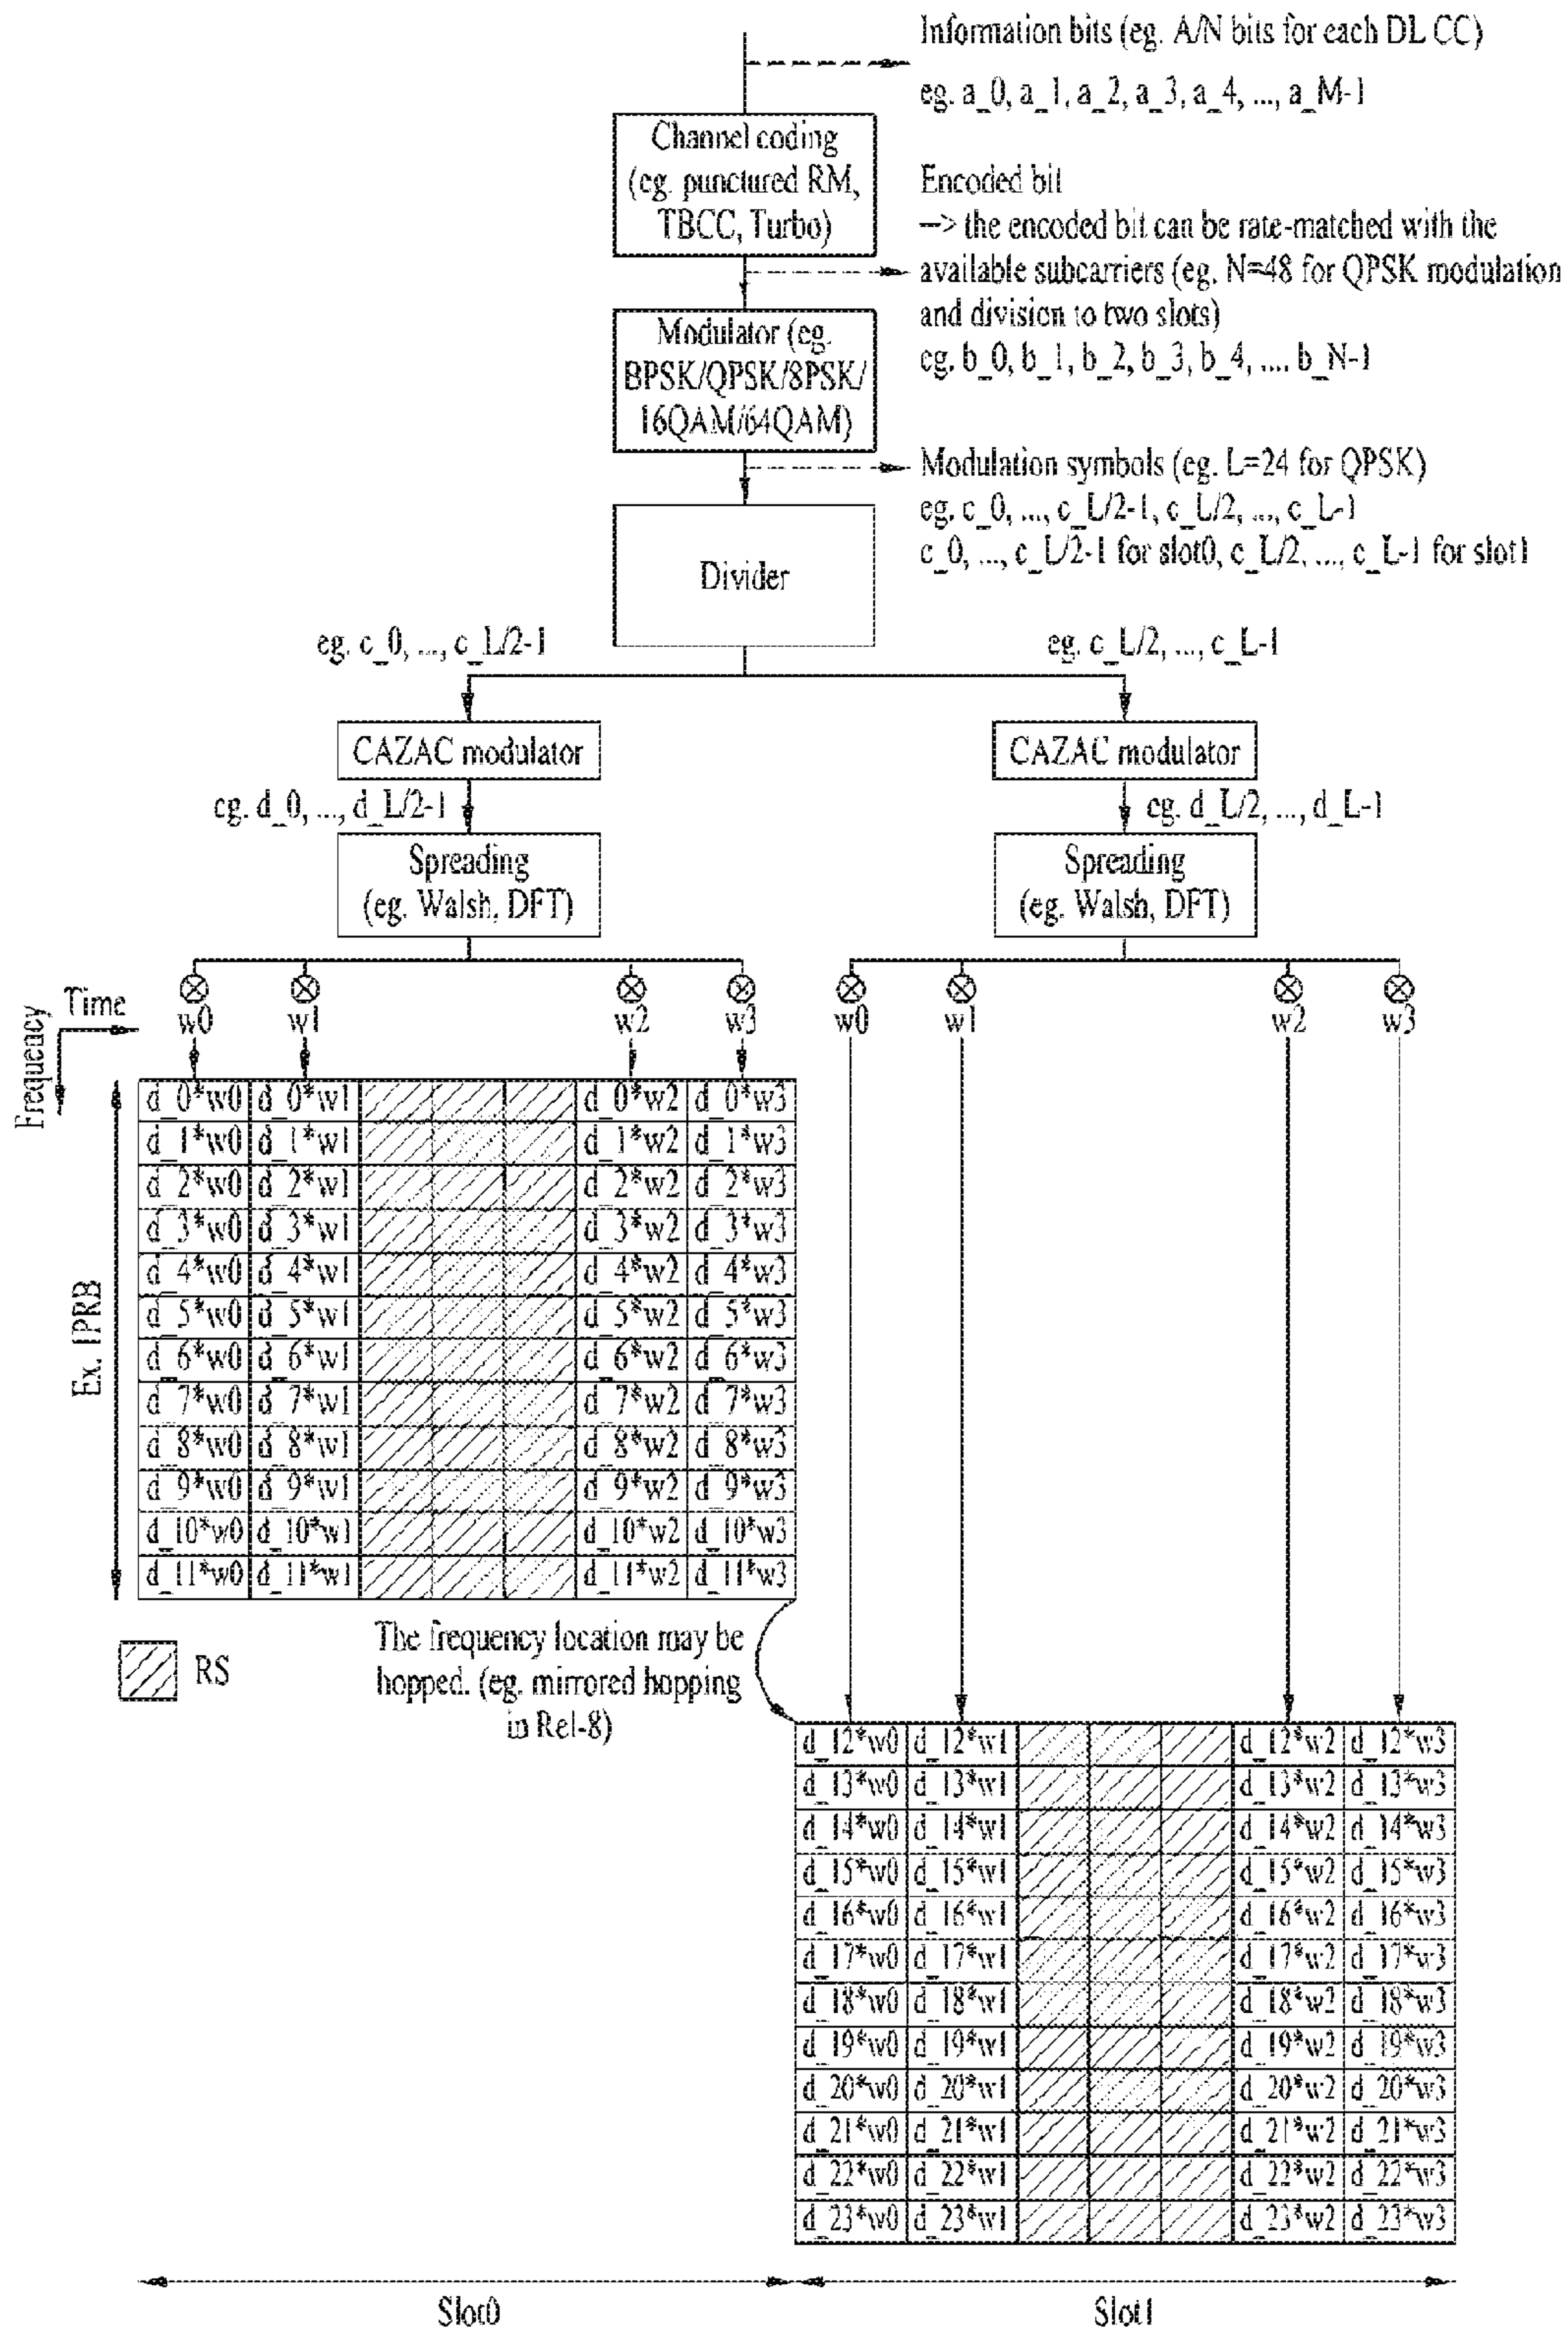 Information bits (eg. A/N bits for each DL CC)
eg. a_0, a_1, a_2, a_3, a_4, ..., a_M-1
Channel coding
(eg. punctured RM,
TBCC, Turbo)
Encoded bit
--> the encoded bit can be rate-matched with the
available subcarriers (eg. N=48 for QPSK modulation
and division to two slots)
eg. b_0, b_1, b_2, b_3, b_4, .... b_N-1
Modulator (eg.
BPSK/QPSK/8PSK/
16QAM/64QAM)
Modulation symbols (eg. L=24 for QPSK)
eg. c_0, ..., c_L/2-1, c_L/2, ..., c_L-1
c_0, ..., c_L/2-1 for slot0, c_L/2, ..., c_L-1 for slot1
Divider
eg. c_0, ..., c_L/2-1
eg. c_L/2, ..., c_L-1
CAZAC modulator
CAZAC modulator
eg. d_0, ..., d_L/2-1
eg. d_L/2, ..., d_L-1
Spreading
(eg. Walsh, DFT)
Spreading
(eg. Walsh, DFT)
Time
Frequency
w0 w1 w2 w3
w0 w1 w2 w3
Ex. 1PRB
d_0*w0 d_0*w1 d_0*w2 d_0*w3
d_1*w0 d_1*w1 d_1*w2 d_1*w3
d_2*w0 d_2*w1 d_2*w2 d_2*w3
d_3*w0 d_3*w1 d_3*w2 d_3*w3
d_4*w0 d_4*w1 d_4*w2 d_4*w3
d_5*w0 d_5*w1 d_5*w2 d_5*w3
d_6*w0 d_6*w1 d_6*w2 d_6*w3
d_7*w0 d_7*w1 d_7*w2 d_7*w3
d_8*w0 d_8*w1 d_8*w2 d_8*w3
d_9*w0 d_9*w1 d_9*w2 d_9*w3
d_10*w0 d_10*w1 d_10*w2 d_10*w3
d_11*w0 d_11*w1 d_11*w2 d_11*w3
RS
The frequency location may be
hopped. (eg. mirrored hopping
in Rel-8)
d_12*w0 d_12*w1 d_12*w2 d_12*w3
d_13*w0 d_13*w1 d_13*w2 d_13*w3
d_14*w0 d_14*w1 d_14*w2 d_14*w3
d_15*w0 d_15*w1 d_15*w2 d_15*w3
d_16*w0 d_16*w1 d_16*w2 d_16*w3
d_17*w0 d_17*w1 d_17*w2 d_17*w3
d_18*w0 d_18*w1 d_18*w2 d_18*w3
d_19*w0 d_19*w1 d_19*w2 d_19*w3
d_20*w0 d_20*w1 d_20*w2 d_20*w3
d_21*w0 d_21*w1 d_21*w2 d_21*w3
d_22*w0 d_22*w1 d_22*w2 d_22*w3
d_23*w0 d_23*w1 d_23*w2 d_23*w3
Slot0
Slot1